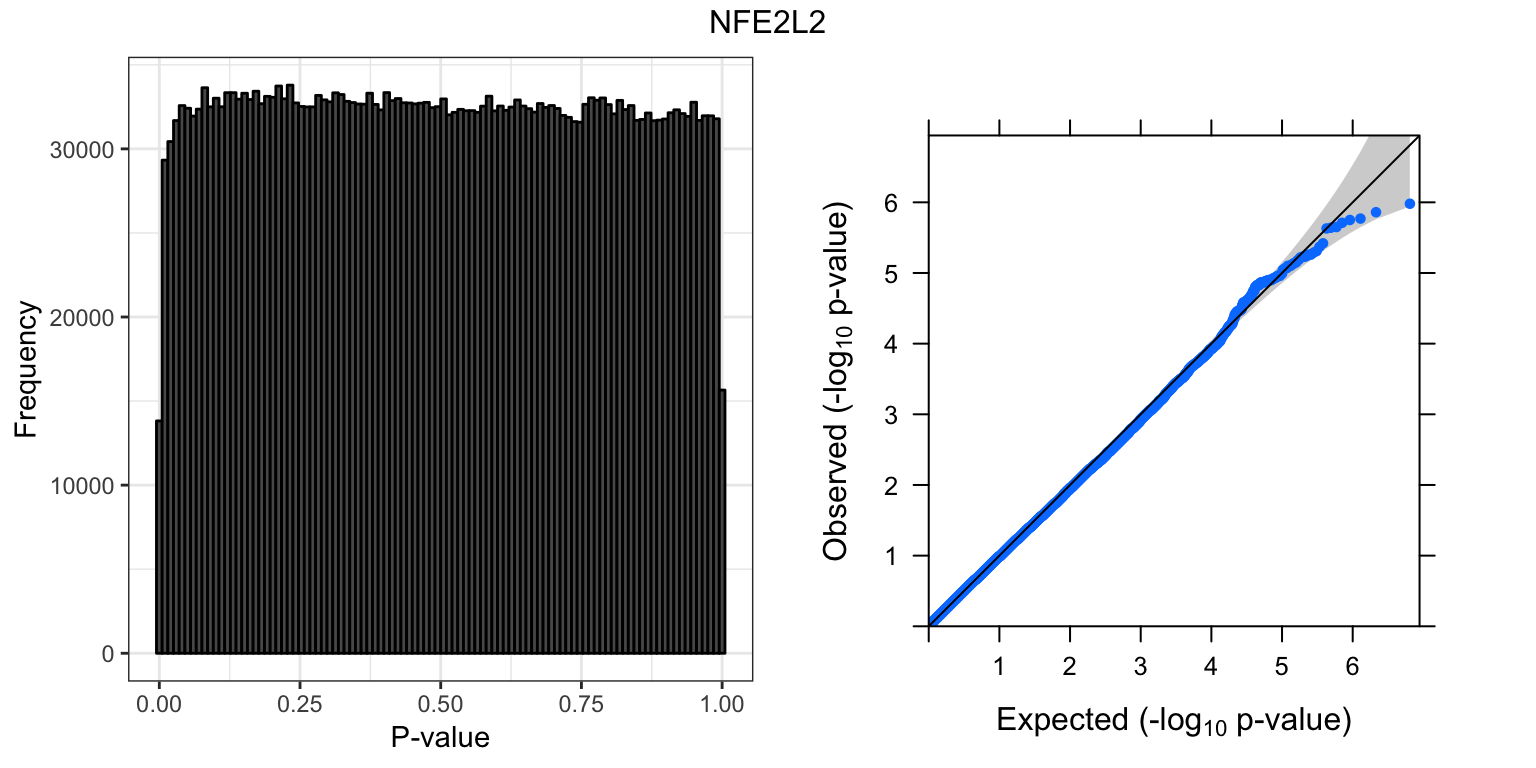 NFE2L2
Frequency
30000
20000
10000
0
0.00 0.25 0.50 0.75 1.00
P-value
Observed (-log10 p-value)
6
5
4
3
2
1
1 2 3 4 5 6
Expected (-log10 p-value)